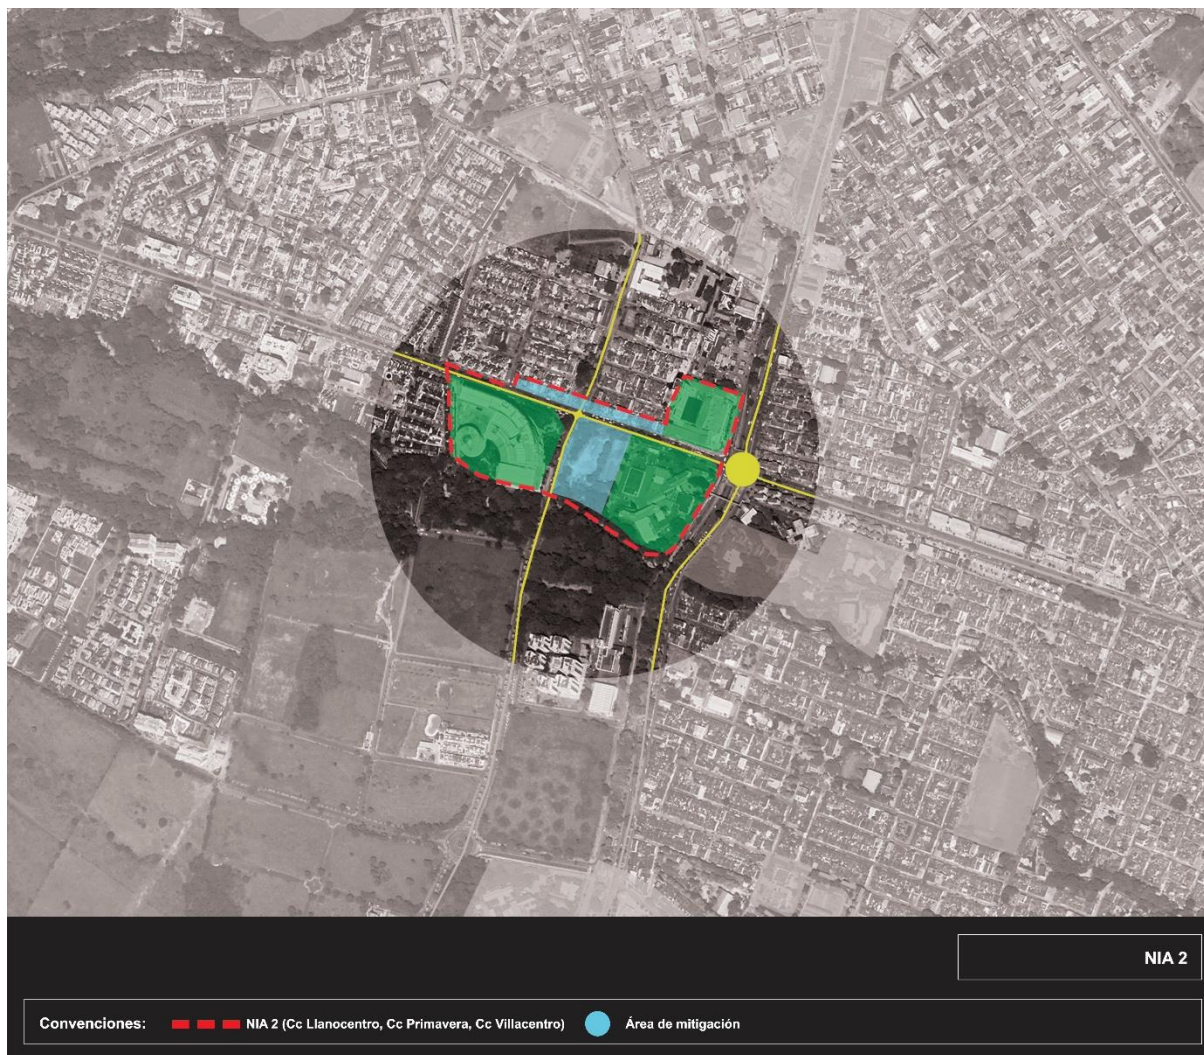 NIA 2
Convenciones: NIA 2 (Cc Llanocentro, Cc Primavera, Cc Villacentro) Área de mitigación